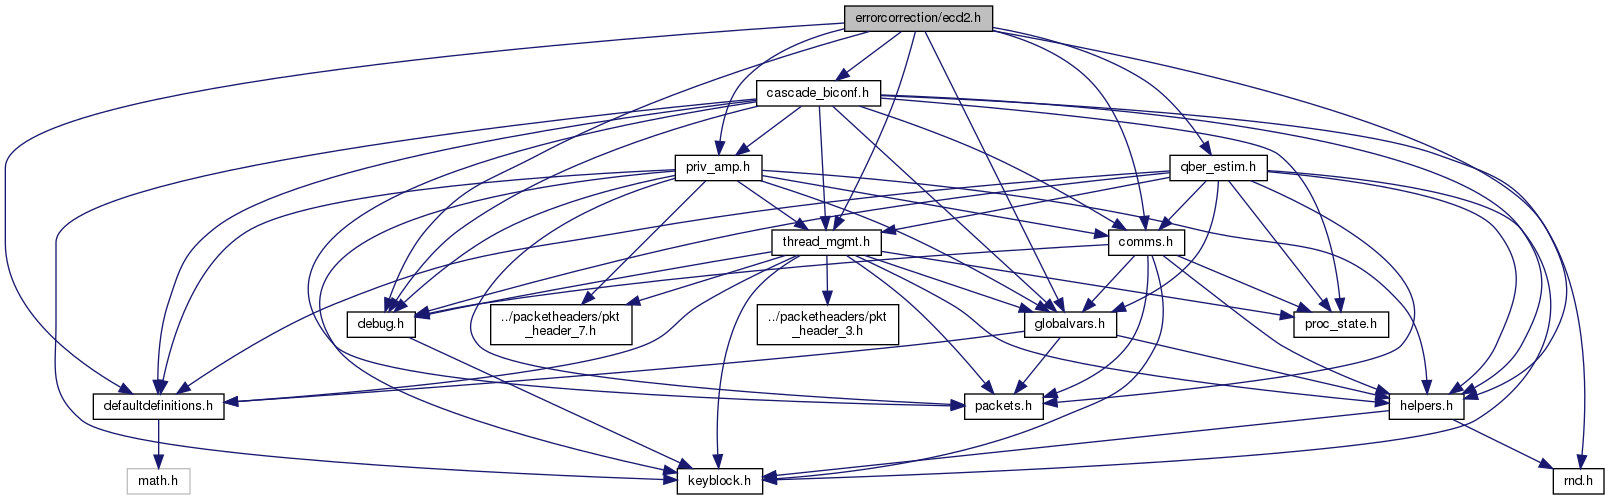 errorcorrection/ecd2.h
cascade_biconf.h
priv_amp.h
qber_estim.h
thread_mgmt.h
comms.h
debug.h
../packetheaders/pkt
_header_7.h
../packetheaders/pkt
_header_3.h
globalvars.h
proc_state.h
defaultdefinitions.h
packets.h
helpers.h
math.h
keyblock.h
rnd.h